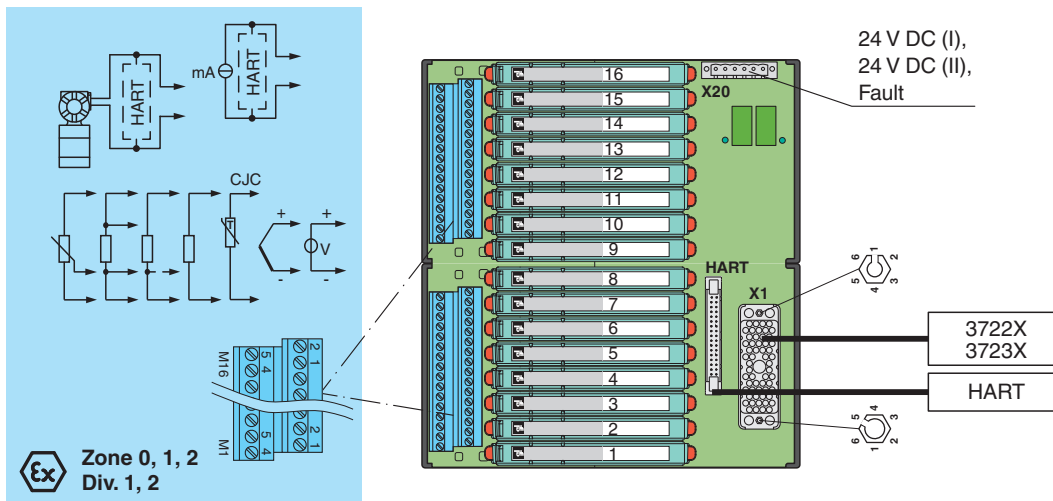 mA
HART
HART
CJC
T
+
-
+
V
-
M16
5
4
2
1
M1
5
4
2
1
Ex
Zone 0, 1, 2
Div. 1, 2
16
15
14
13
12
11
10
9
8
7
6
5
4
3
2
1
X20
HART
X1
24 V DC (I),
24 V DC (II),
Fault
1
2
3
4
5
6
3722X
3723X
HART
4
3
2
1
6
5